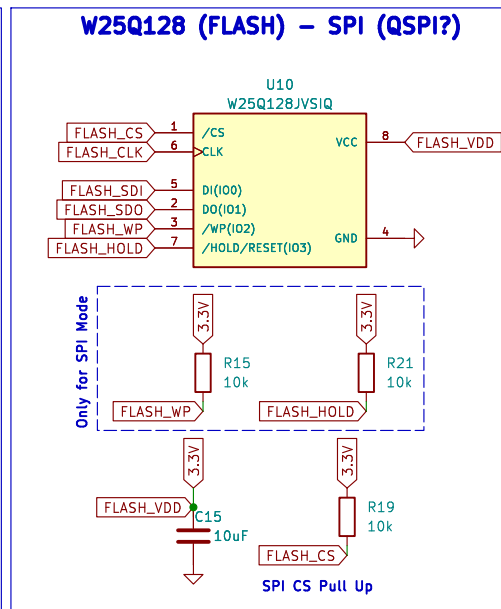 W25Q128 (FLASH) – SPI (QSPI?)
U10
W25Q128JVSIQ
FLASH_CS 1 /CS
FLASH_CLK 6 CLK
VCC 8 FLASH_VDD
FLASH_SDI 5 DI(IO0)
FLASH_SDO 2 DO(IO1)
FLASH_WP 3 /WP(IO2)
FLASH_HOLD 7 /HOLD/RESET(IO3)
GND 4
Only for SPI Mode
3.3V
R15
10k
FLASH_WP
3.3V
R21
10k
FLASH_HOLD
3.3V
FLASH_VDD
C15
10uF
3.3V
R19
10k
FLASH_CS
SPI CS Pull Up